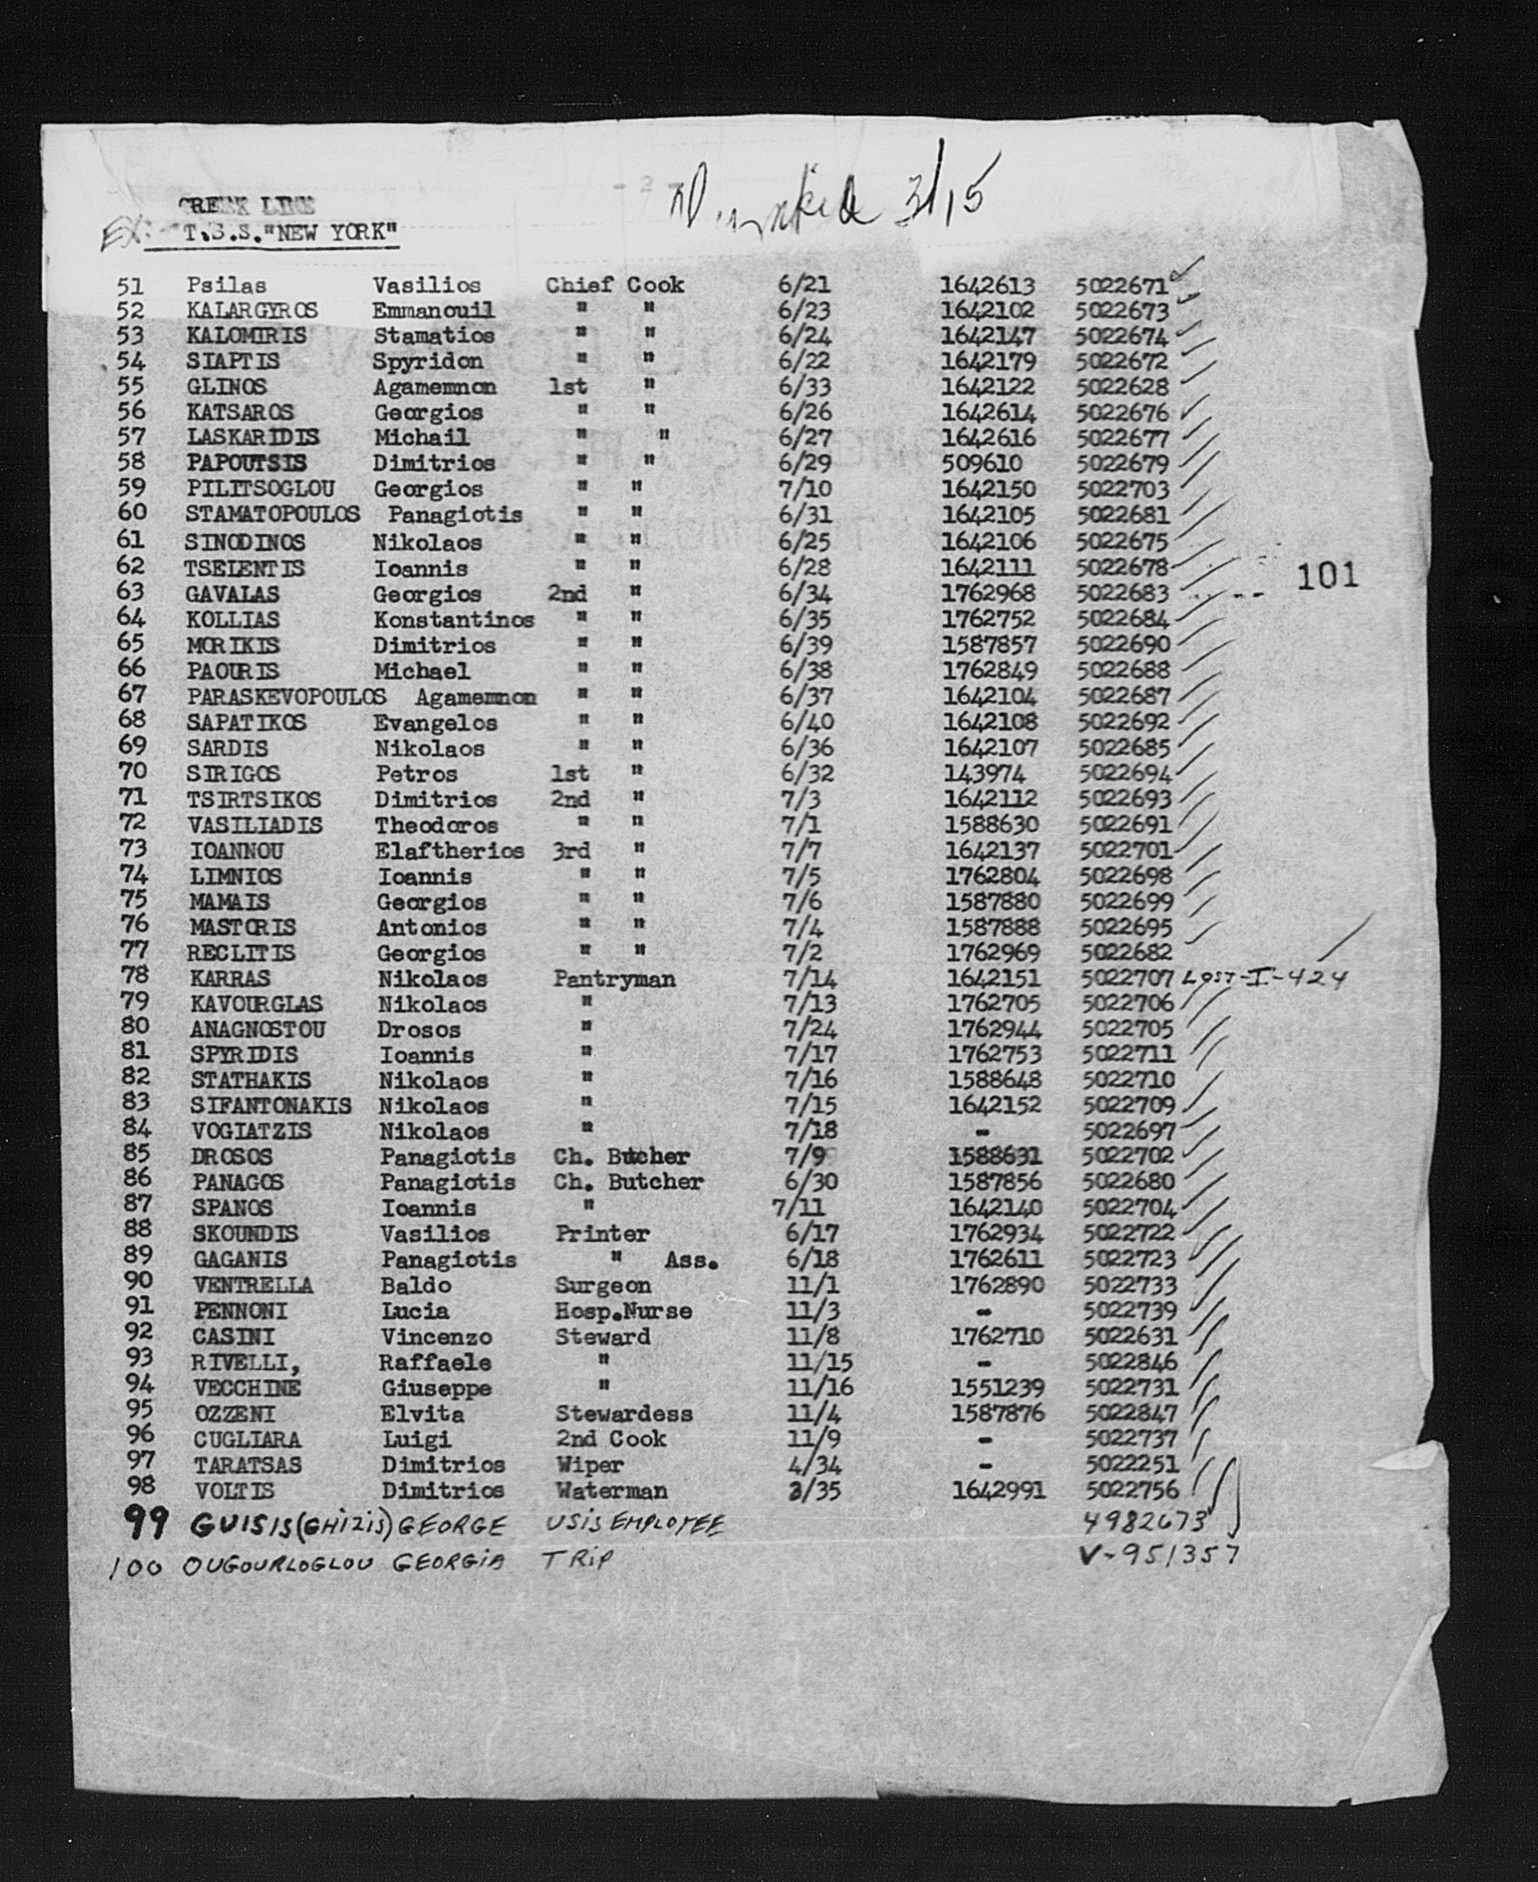 - 2 -
3/15
GREEK LINE
EX: T.S.S."NEW YORK"
51 Psilas Vasilios Chief Cook 6/21 1642613 5022671
52 KALARGYROS Emmanouil " " 6/23 1642102 5022673
53 KALOMIRIS Stamatios " " 6/24 1642147 5022674
54 SIAPTIS Spyridon " " 6/22 1642179 5022672
55 GLINOS Agamemnon 1st " 6/33 1642122 5022628
56 KATSAROS Georgios " " 6/26 1642614 5022676
57 LASKARIDIS Michail " " 6/27 1642616 5022677
58 PAPOUTSIS Dimitrios " " 6/29 509610 5022679
59 PILITSOGLOU Georgios " " 7/10 1642150 5022703
60 STAMATOPOULOS Panagiotis " " 6/31 1642105 5022681
61 SINODINOS Nikolaos " " 6/25 1642106 5022675
62 TSELENTIS Ioannis " " 6/28 1642111 5022678
101
63 GAVALAS Georgios 2nd " 6/34 1762968 5022683
64 KOLLIAS Konstantinos " " 6/35 1762752 5022684
65 MORIKIS Dimitrios " " 6/39 1587857 5022690
66 PAOURIS Michael " " 6/38 1762849 5022688
67 PARASKEVOPOULOS Agamemnon " " 6/37 1642104 5022687
68 SAPATIKOS Evangelos " " 6/40 1642108 5022692
69 SARDIS Nikolaos " " 6/36 1642107 5022685
70 SIRIGOS Petros 1st " 6/32 143974 5022694
71 TSIRTSIKOS Dimitrios 2nd " 7/3 1642112 5022693
72 VASILIADIS Theodoros " " 7/1 1588630 5022691
73 IOANNOU Elaftherios 3rd " 7/7 1642137 5022701
74 LIMNIOS Ioannis " " 7/5 1762804 5022698
75 MAMAIS Georgios " " 7/6 1587880 5022699
76 MASTORIS Antonios " " 7/4 1587888 5022695
77 RECLITIS Georgios " " 7/2 1762969 5022682
78 KARRAS Nikolaos Pantryman 7/14 1642151 5022707 LOST-I-424
79 KAVOURGLAS Nikolaos " 7/13 1762705 5022706
80 ANAGNOSTOU Drosos " 7/24 1762944 5022705
81 SPYRIDIS Ioannis " 7/17 1762753 5022711
82 STATHAKIS Nikolaos " 7/16 1588648 5022710
83 SIFANTONAKIS Nikolaos " 7/15 1642152 5022709
84 VOGIATZIS Nikolaos " 7/18 - 5022697
85 DROSOS Panagiotis Ch. Butcher 7/9 1588631 5022702
86 PANAGOS Panagiotis Ch. Butcher 6/30 1587856 5022680
87 SPANOS Ioannis " 7/11 1642140 5022704
88 SKOUNDIS Vasilios Printer 6/17 1762934 5022722
89 GAGANIS Panagiotis " Ass. 6/18 1762611 5022723
90 VENTRELLA Baldo Surgeon 11/1 1762890 5022733
91 PENNONI Lucia Hosp.Nurse 11/3 - 5022739
92 CASINI Vincenzo Steward 11/8 1762710 5022631
93 RIVELLI, Raffaele " 11/15 - 5022846
94 VECCHINE Giuseppe " 11/16 1551239 5022731
95 OZZENI Elvita Stewardess 11/4 1587876 5022847
96 CUGLIARA Luigi 2nd Cook 11/9 - 5022737
97 TARATSAS Dimitrios Wiper 4/34 - 5022251
98 VOLTIS Dimitrios Waterman 3/35 1642991 5022756
99 GUISIS(GHIZIS) GEORGE USIS EMPLOYEE 4982673
100 OUGOURLOGLOU GEORGIA TRIP V-951357